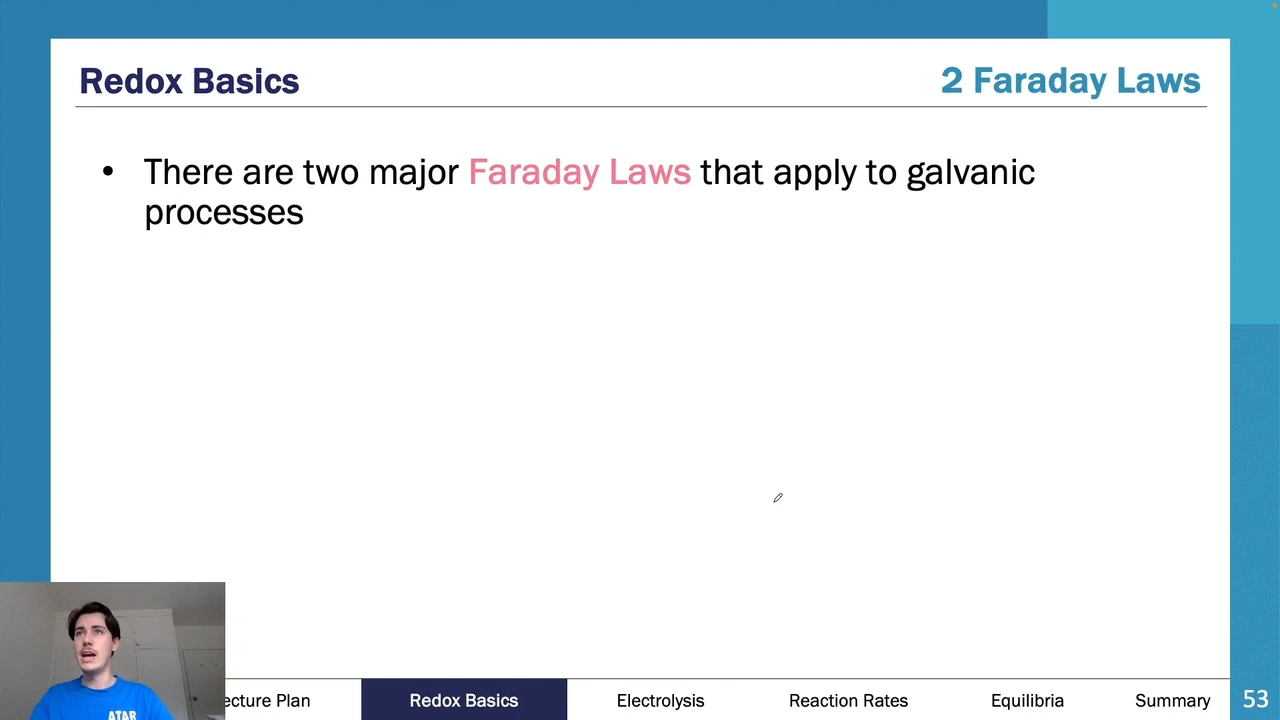 Redox Basics
2 Faraday Laws
• There are two major Faraday Laws that apply to galvanic
processes
ATAR
ecture Plan
Redox Basics
Electrolysis
Reaction Rates
Equilibria
Summary
53